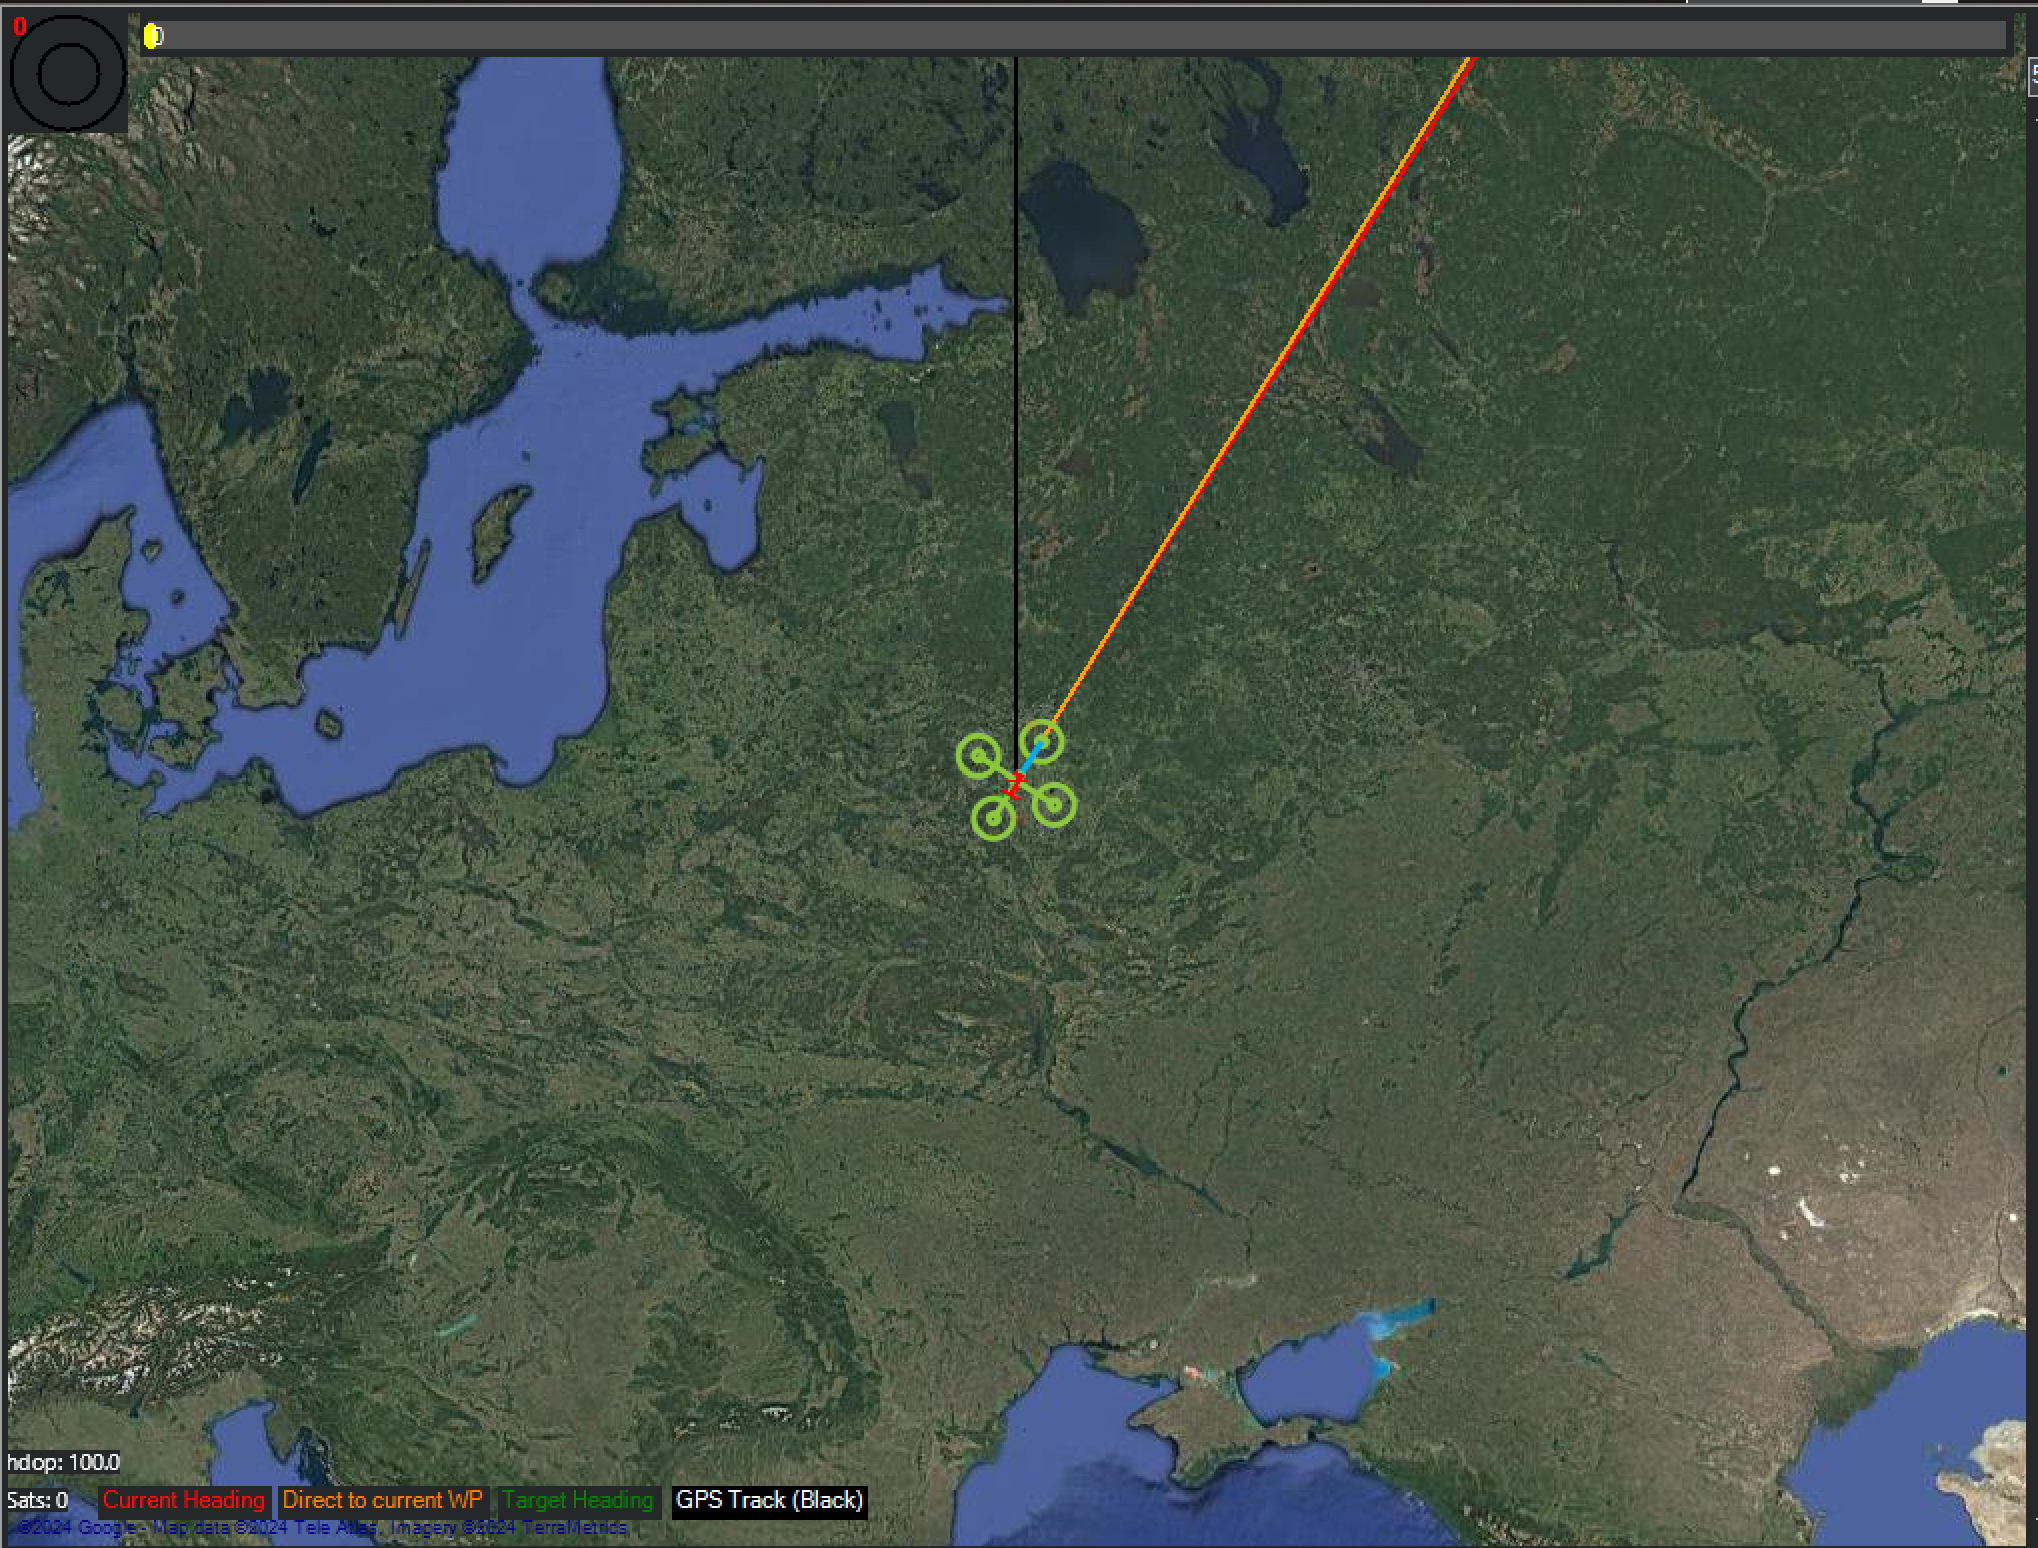 0
0
hdop: 100.0
Sats: 0 Current Heading Direct to current WP Target Heading GPS Track (Black)
©2024 Google - Map data ©2024 Tele Atlas, Imagery ©2024 TerraMetrics